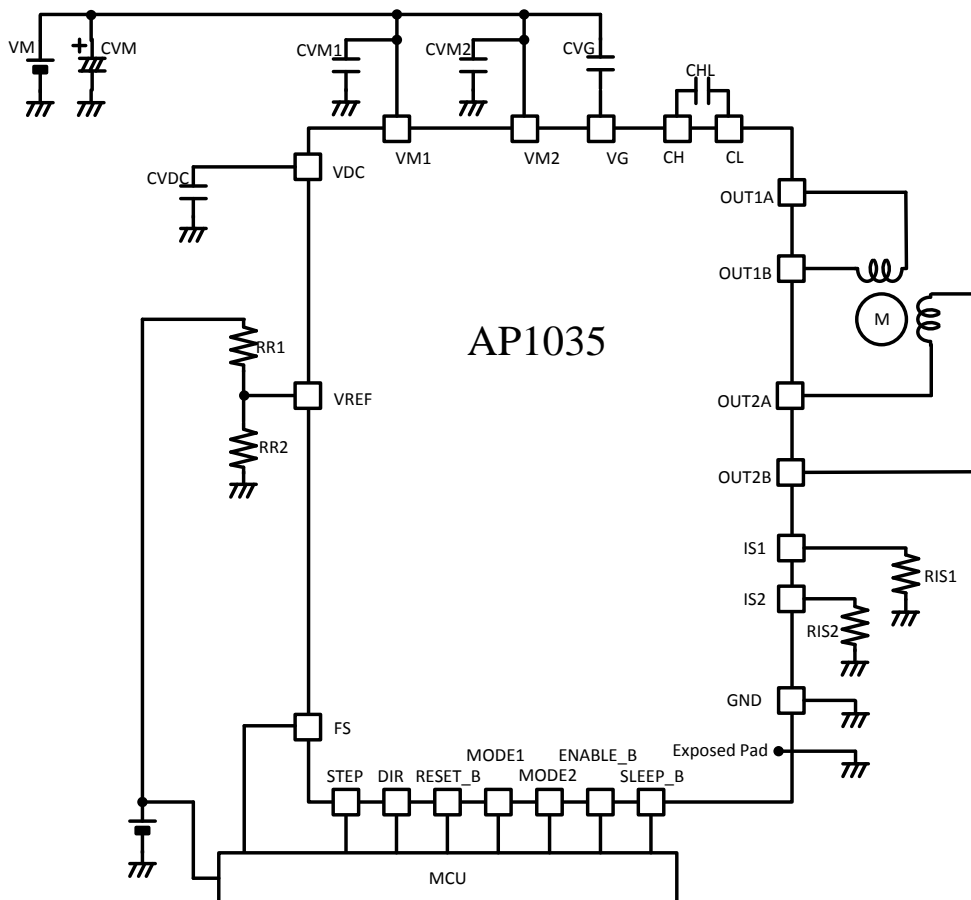 VM
+
CVM
CVM1
CVM2
CVG
CHL
VM1
VM2
VG
CH
CL
CVDC
VDC
OUT1A
OUT1B
M
RR1
AP1035
VREF
RR2
OUT2A
OUT2B
IS1
RIS1
IS2
RIS2
GND
FS
Exposed Pad
MODE1
ENABLE_B
STEP
DIR
RESET_B
MODE2
SLEEP_B
MCU